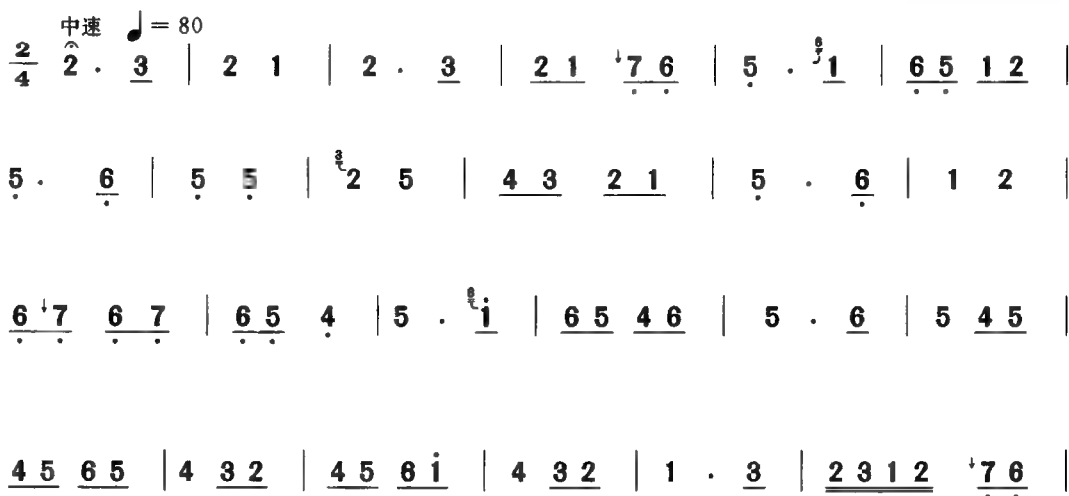 中速 ♩= 80
2/4 2 . 3 | 2 1 | 2 . 3 | 2 1 ↓7 6 | 5 . 6 1 | 6 5 1 2 |
5 . 6 | 5 5 | 3 2 5 | 4 3 2 1 | 5 . 6 | 1 2 |
6 ↓7 6 7 | 6 5 4 | 5 . 6 i | 6 5 4 6 | 5 . 6 | 5 4 5 |
4 5 6 5 | 4 3 2 | 4 5 6 i | 4 3 2 | 1 . 3 | 2 3 1 2 ↓7 6 |